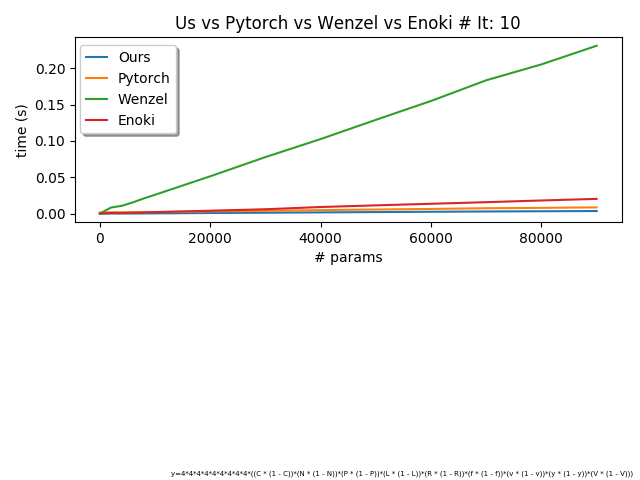 Us vs Pytorch vs Wenzel vs Enoki # It: 10
Ours
Pytorch
Wenzel
Enoki
time (s)
0.20
0.15
0.10
0.05
0.00
0 20000 40000 60000 80000
# params
y=4*4*4*4*4*4*4*4*4*((C * (1 - C))*(N * (1 - N))*(P * (1 - P))*(L * (1 - L))*(R * (1 - R))*(f * (1 - f))*(v * (1 - v))*(y * (1 - y))*(V * (1 - V)))